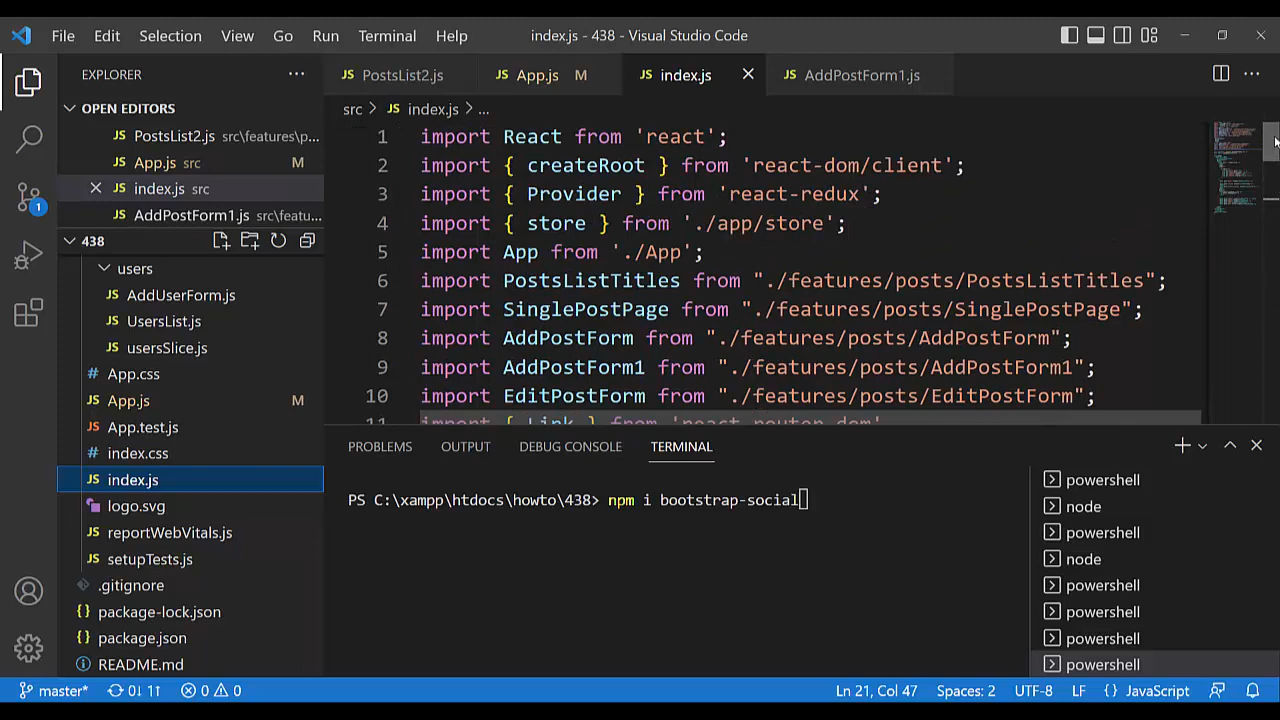 File Edit Selection View Go Run Terminal Help index.js - 438 - Visual Studio Code
EXPLORER
OPEN EDITORS
JS PostsList2.js src\features\p...
JS App.js src M
JS index.js src
JS AddPostForm1.js src\featu...
438
users
JS AddUserForm.js
JS UsersList.js
JS usersSlice.js
# App.css
JS App.js M
JS App.test.js
# index.css
JS index.js
logo.svg
JS reportWebVitals.js
JS setupTests.js
.gitignore
{} package-lock.json
{} package.json
README.md
JS PostsList2.js JS App.js M JS index.js JS AddPostForm1.js
src > JS index.js > ...
1 import React from 'react';
2 import { createRoot } from 'react-dom/client';
3 import { Provider } from 'react-redux';
4 import { store } from './app/store';
5 import App from './App';
6 import PostsListTitles from "./features/posts/PostsListTitles";
7 import SinglePostPage from "./features/posts/SinglePostPage";
8 import AddPostForm from "./features/posts/AddPostForm";
9 import AddPostForm1 from "./features/posts/AddPostForm1";
10 import EditPostForm from "./features/posts/EditPostForm";
11 import { Link } from 'react-router-dom'
PROBLEMS OUTPUT DEBUG CONSOLE TERMINAL
PS C:\xampp\htdocs\howto\438> npm i bootstrap-social
powershell
node
powershell
node
powershell
powershell
powershell
powershell
1
master* 0↓ 1↑ 0 0 Ln 21, Col 47 Spaces: 2 UTF-8 LF {} JavaScript